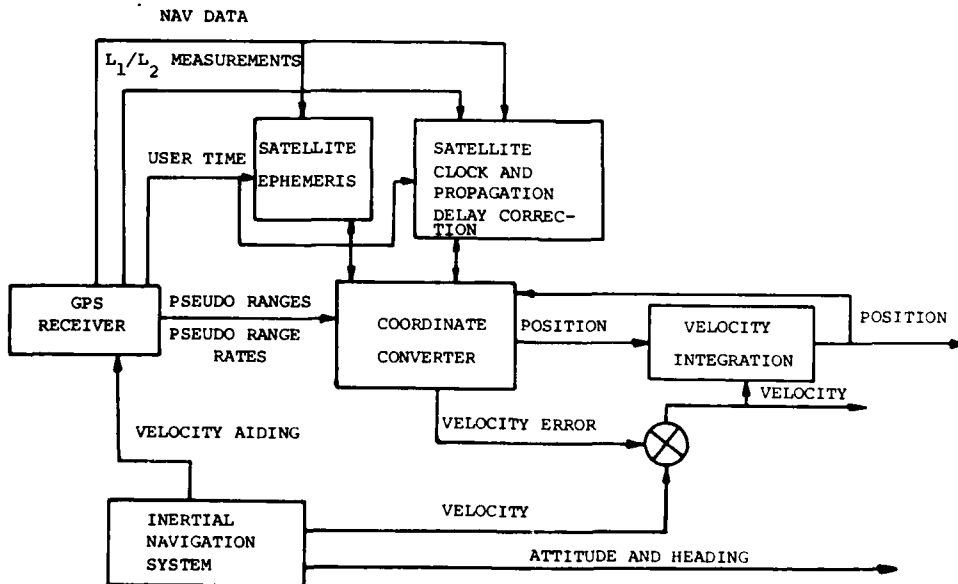 NAV DATA
L1/L2 MEASUREMENTS
USER TIME
SATELLITE
EPHEMERIS
SATELLITE
CLOCK AND
PROPAGATION
DELAY CORREC-
TION
GPS
RECEIVER
PSEUDO RANGES
PSEUDO RANGE
RATES
COORDINATE
CONVERTER
POSITION
VELOCITY
INTEGRATION
POSITION
VELOCITY
VELOCITY ERROR
VELOCITY AIDING
INERTIAL
NAVIGATION
SYSTEM
VELOCITY
ATTITUDE AND HEADING